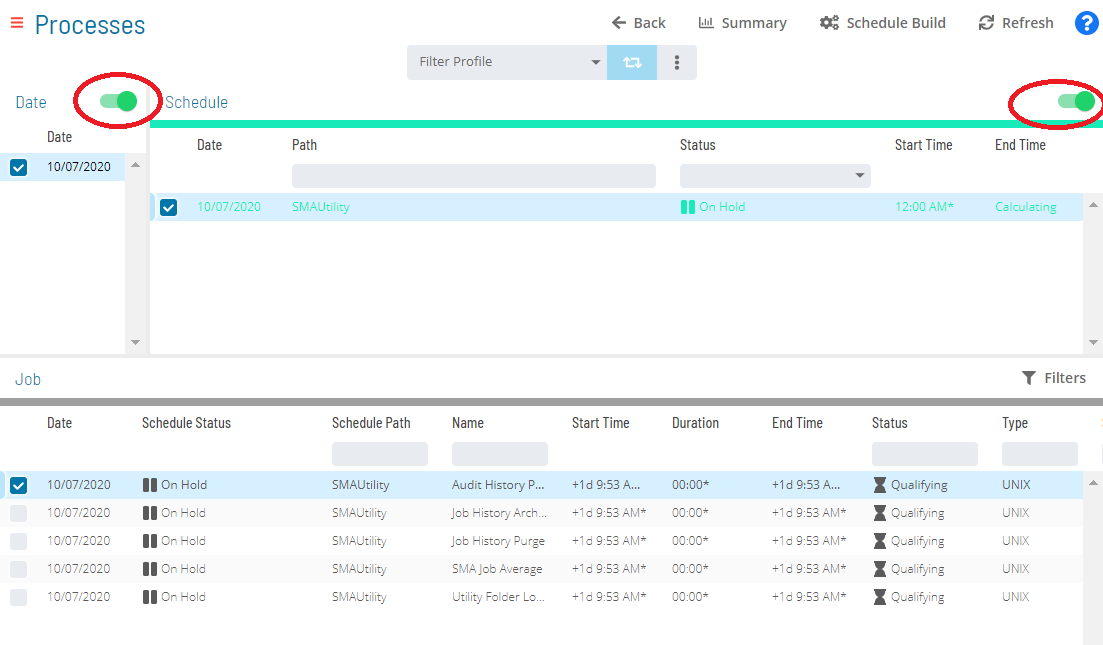 Processes
Back Summary Schedule Build Refresh ?
Filter Profile
Date Schedule
Date
Date Path Status Start Time End Time
10/07/2020
10/07/2020 SMAUtility On Hold 12:00 AM* Calculating
Job Filters
Date Schedule Status Schedule Path Name Start Time Duration End Time Status Type
10/07/2020 On Hold SMAUtility Audit History P... +1d 9:53 A... 00:00* +1d 9:53 A... Qualifying UNIX
10/07/2020 On Hold SMAUtility Job History Arch... +1d 9:53 AM* 00:00* +1d 9:53 AM* Qualifying UNIX
10/07/2020 On Hold SMAUtility Job History Purge +1d 9:53 AM* 00:00* +1d 9:53 AM* Qualifying UNIX
10/07/2020 On Hold SMAUtility SMA Job Average +1d 9:53 AM* 00:00* +1d 9:53 AM* Qualifying UNIX
10/07/2020 On Hold SMAUtility Utility Folder Lo... +1d 9:53 AM* 00:00* +1d 9:53 AM* Qualifying UNIX